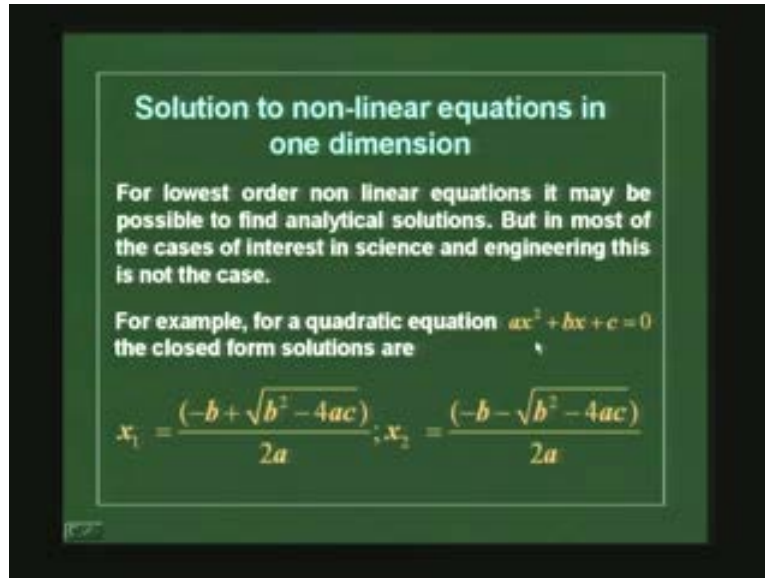 Solution to non-linear equations in
one dimension
For lowest order non linear equations it may be
possible to find analytical solutions. But in most of
the cases of interest in science and engineering this
is not the case.
For example, for a quadratic equation ax² + bx + c = 0
the closed form solutions are
x₁ = (-b + √(b² - 4ac)) / 2a ; x₂ = (-b - √(b² - 4ac)) / 2a